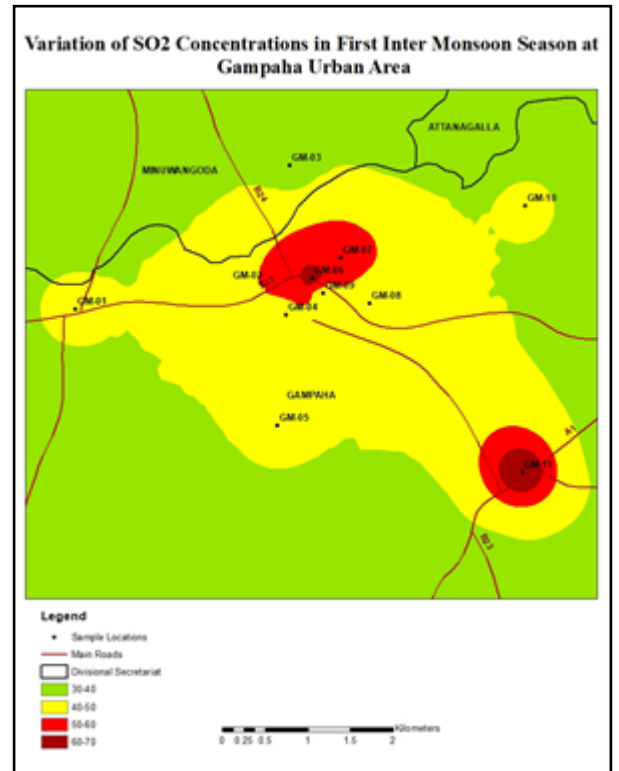 Variation of SO2 Concentrations in First Inter Monsoon Season at
Gampaha Urban Area
ATTANAGALLA
GM-03
MINUWANGODA
B24
GM-10
GM-07
GM-02
GM-06
GM-09
GM-08
GM-01
GM-04
GAMPAHA
GM-05
A1
GM-11
B23
Legend
Sample Locations
Main Roads
Divisional Secretariat
30-40
40-50
50-60
60-70
Kilometers
0 0.25 0.5 1 1.5 2